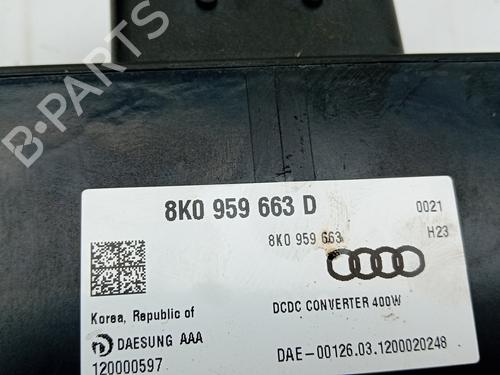 B-PARTS
8K0 959 663 D
0021
8K0 959 663
H23
Korea, Republic of
DCDC CONVERTER 400W
DAESUNG AAA
120000597
DAE-00126.03.1200020248